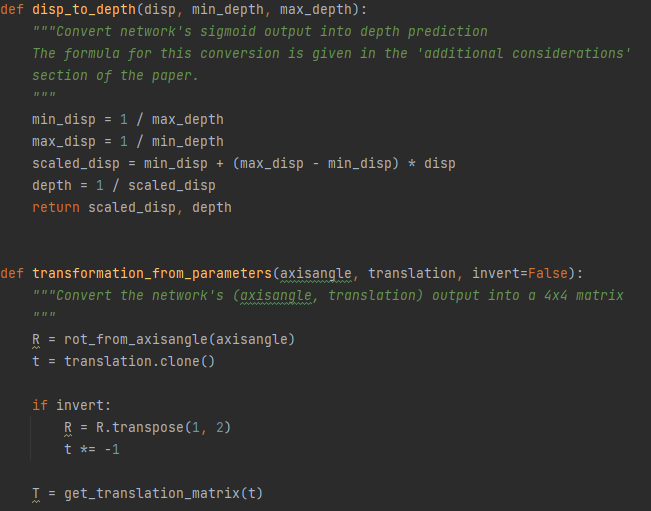 def disp_to_depth(disp, min_depth, max_depth):
    """Convert network's sigmoid output into depth prediction
    The formula for this conversion is given in the 'additional considerations'
    section of the paper.
    """
    min_disp = 1 / max_depth
    max_disp = 1 / min_depth
    scaled_disp = min_disp + (max_disp - min_disp) * disp
    depth = 1 / scaled_disp
    return scaled_disp, depth


def transformation_from_parameters(axisangle, translation, invert=False):
    """Convert the network's (axisangle, translation) output into a 4x4 matrix
    """
    R = rot_from_axisangle(axisangle)
    t = translation.clone()

    if invert:
        R = R.transpose(1, 2)
        t *= -1

    T = get_translation_matrix(t)